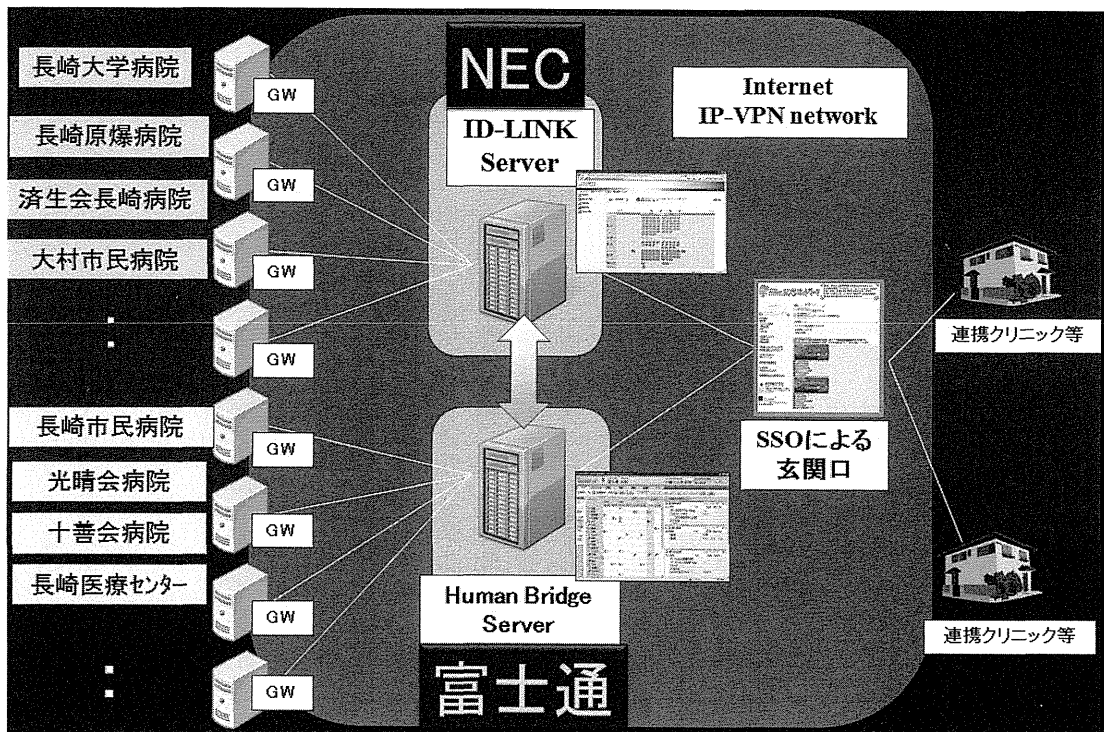 長崎大学病院
GW
長崎原爆病院
GW
済生会長崎病院
大村市民病院
GW
:
GW
長崎市民病院
GW
光晴会病院
GW
十善会病院
長崎医療センター
GW
:
GW
NEC
ID-LINK
Server
Internet
IP-VPN network
SSOによる
玄関口
連携クリニック等
連携クリニック等
Human Bridge
Server
富士通